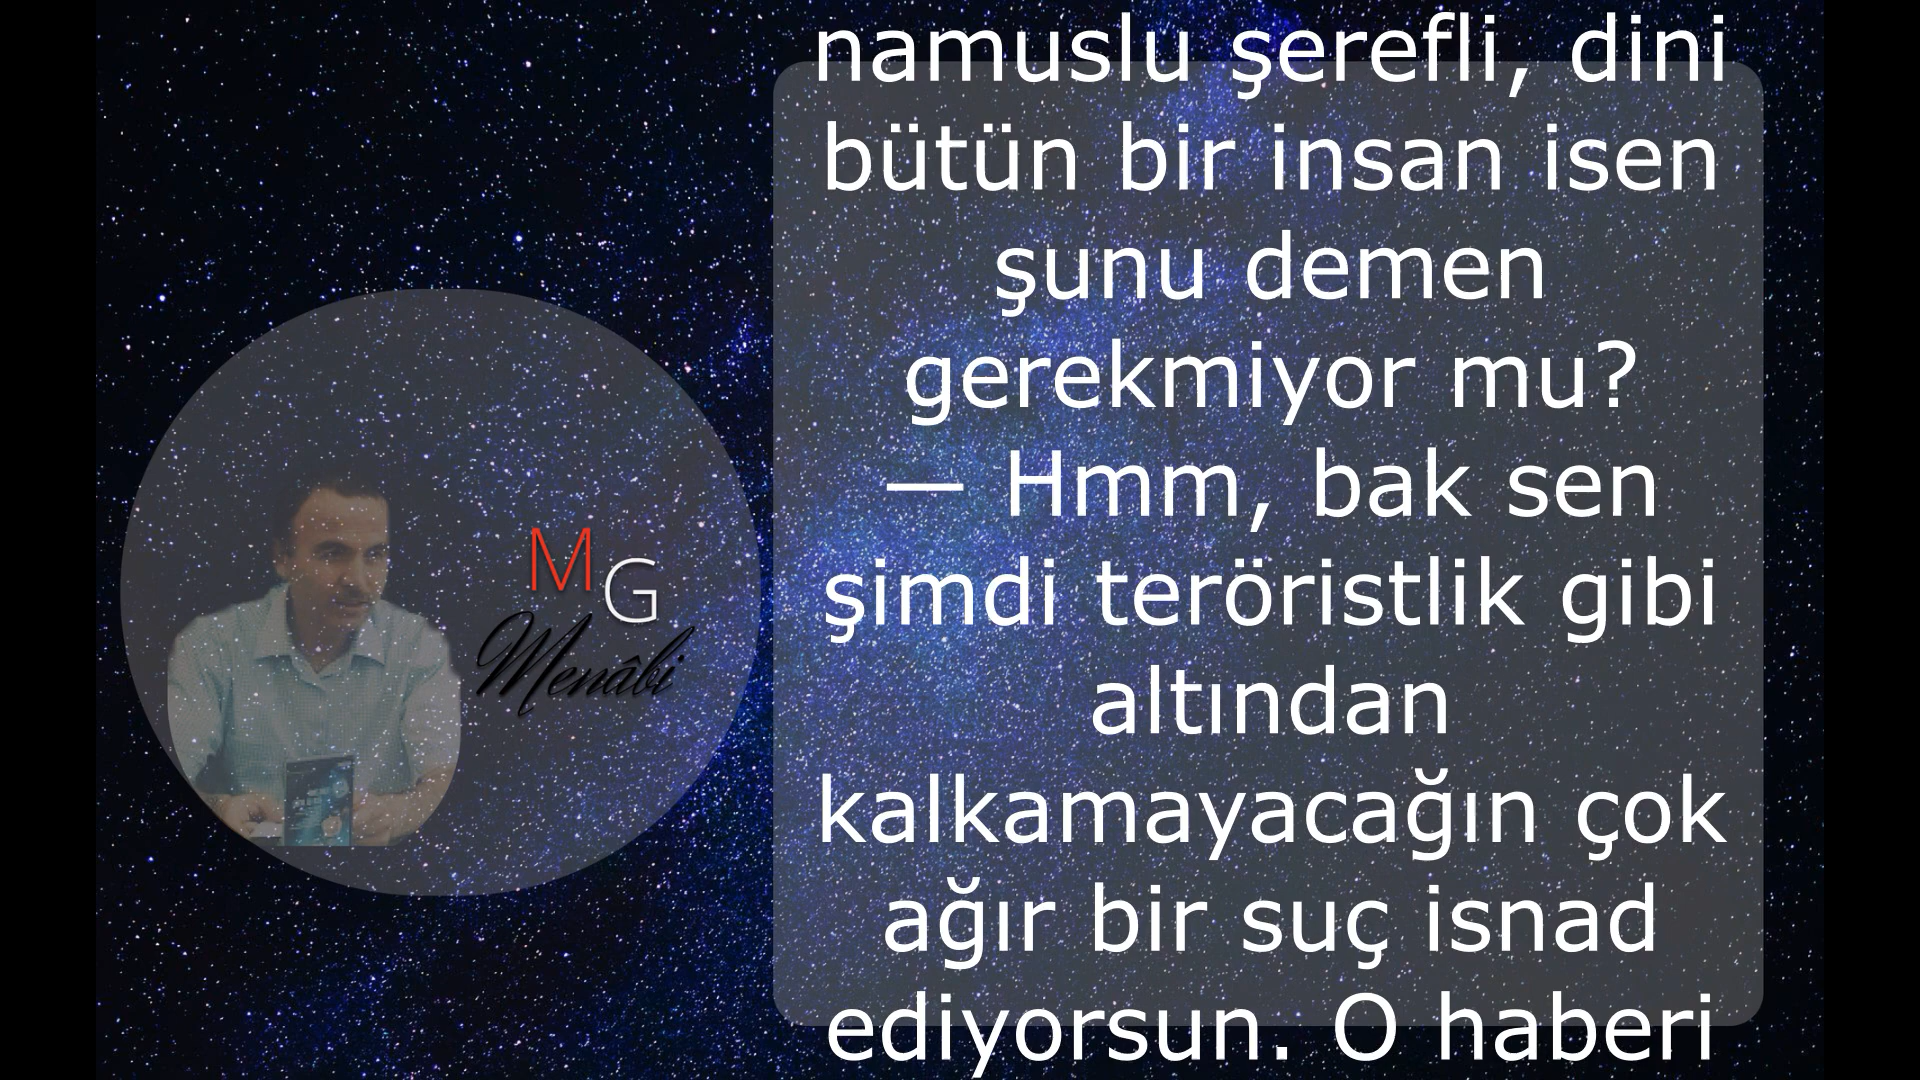 M
G
Menâbi
namuslu şerefli, dini
bütün bir insan isen
şunu demen
gerekmiyor mu?
— Hmm, bak sen
şimdi teröristlik gibi
altından
kalkamayacağın çok
ağır bir suç isnad
ediyorsun. O haberi